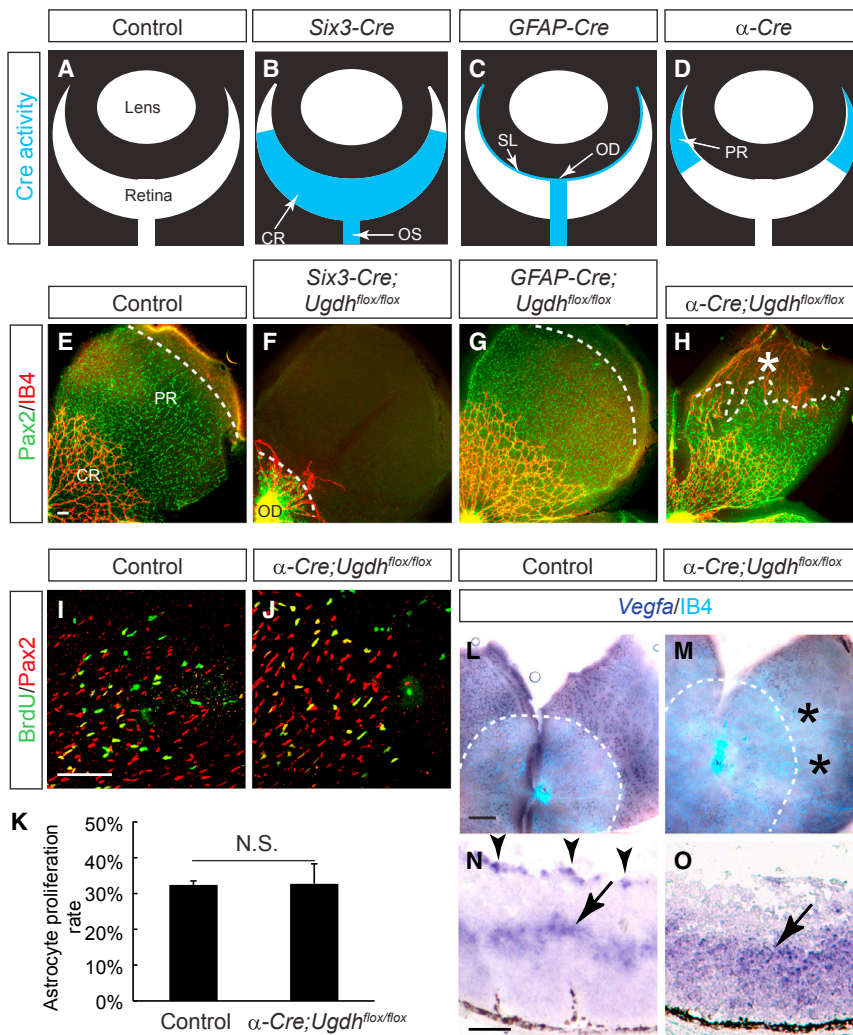 Control
Six3-Cre
GFAP-Cre
α-Cre
Cre activity
A
Lens
Retina
B
CR
OS
C
SL
OD
D
PR
Control
Six3-Cre;
Ugdhflox/flox
GFAP-Cre;
Ugdhflox/flox
α-Cre;Ugdhflox/flox
Pax2/IB4
E
PR
CR
F
OD
G
H
*
Control
α-Cre;Ugdhflox/flox
Control
α-Cre;Ugdhflox/flox
Vegfa/IB4
BrdU/Pax2
I
J
L
M
*
*
K
50%
40%
30%
20%
10%
0%
Astrocyte proliferation
rate
N.S.
Control
α-Cre;Ugdhflox/flox
N
O